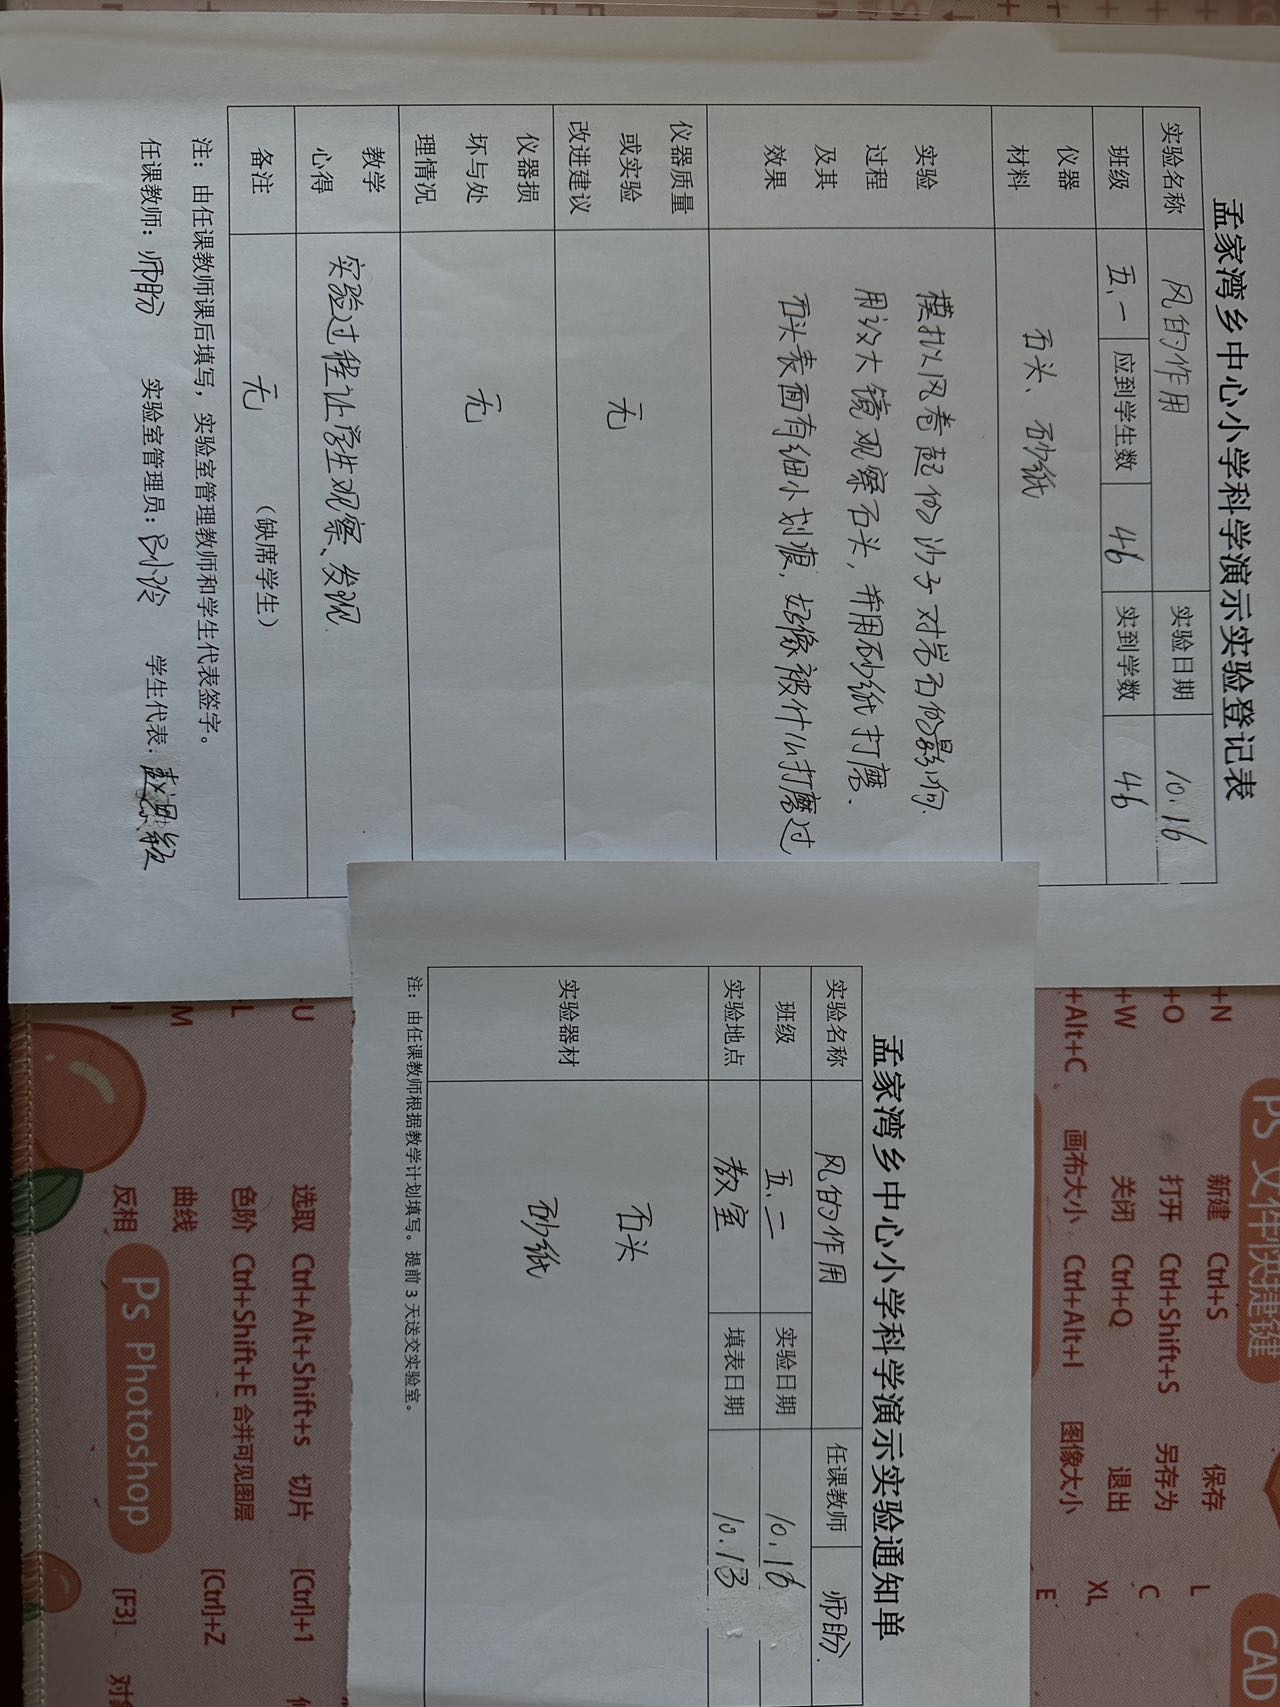 孟家湾乡中心小学科学演示实验登记表
实验名称 风的作用 实验日期 10.16
班级 五、一 应到学生数 46 实到学数 46
仪器
材料
石头、砂纸
实验
过程
及其
效果
模拟风卷起的沙子对岩石的影响.
用放大镜观察石头，并用砂纸打磨、
石头表面有细小划痕，好像被什么打磨过
仪器质量
或实验
改进建议
无
仪器损
坏与处
理情况
无
教学
心得
实验过程让学生观察、发现.
备注 无 （缺席学生）
注：由任课教师课后填写，实验室管理教师和学生代表签字。
任课教师：师盼 实验室管理员： 学生代表：赵思颖
孟家湾乡中心小学科学演示实验通知单
实验名称 风的作用 任课教师 师盼.
班级 五、二 实验日期 10.16
实验地点 教室 填表日期 10.13
实验器材
石头
砂纸
注：由任课教师根据教学计划填写。提前 3 天送交实验室。
PS 文件快捷键
CAD
+N 新建 Ctrl+S 保存 L
+O 打开 Ctrl+Shift+S 另存为 C
+W 关闭 Ctrl+Q 退出 XL
+Alt+C 画布大小 Ctrl+Alt+I 图像大小 E
+U 选取 Ctrl+Alt+Shift+s 切片 [Ctrl]+1
+L 色阶 Ctrl+Shift+E 合并可见图层
M 曲线 [Ctrl]+Z
+I 反相 Ps Photoshop [F3]